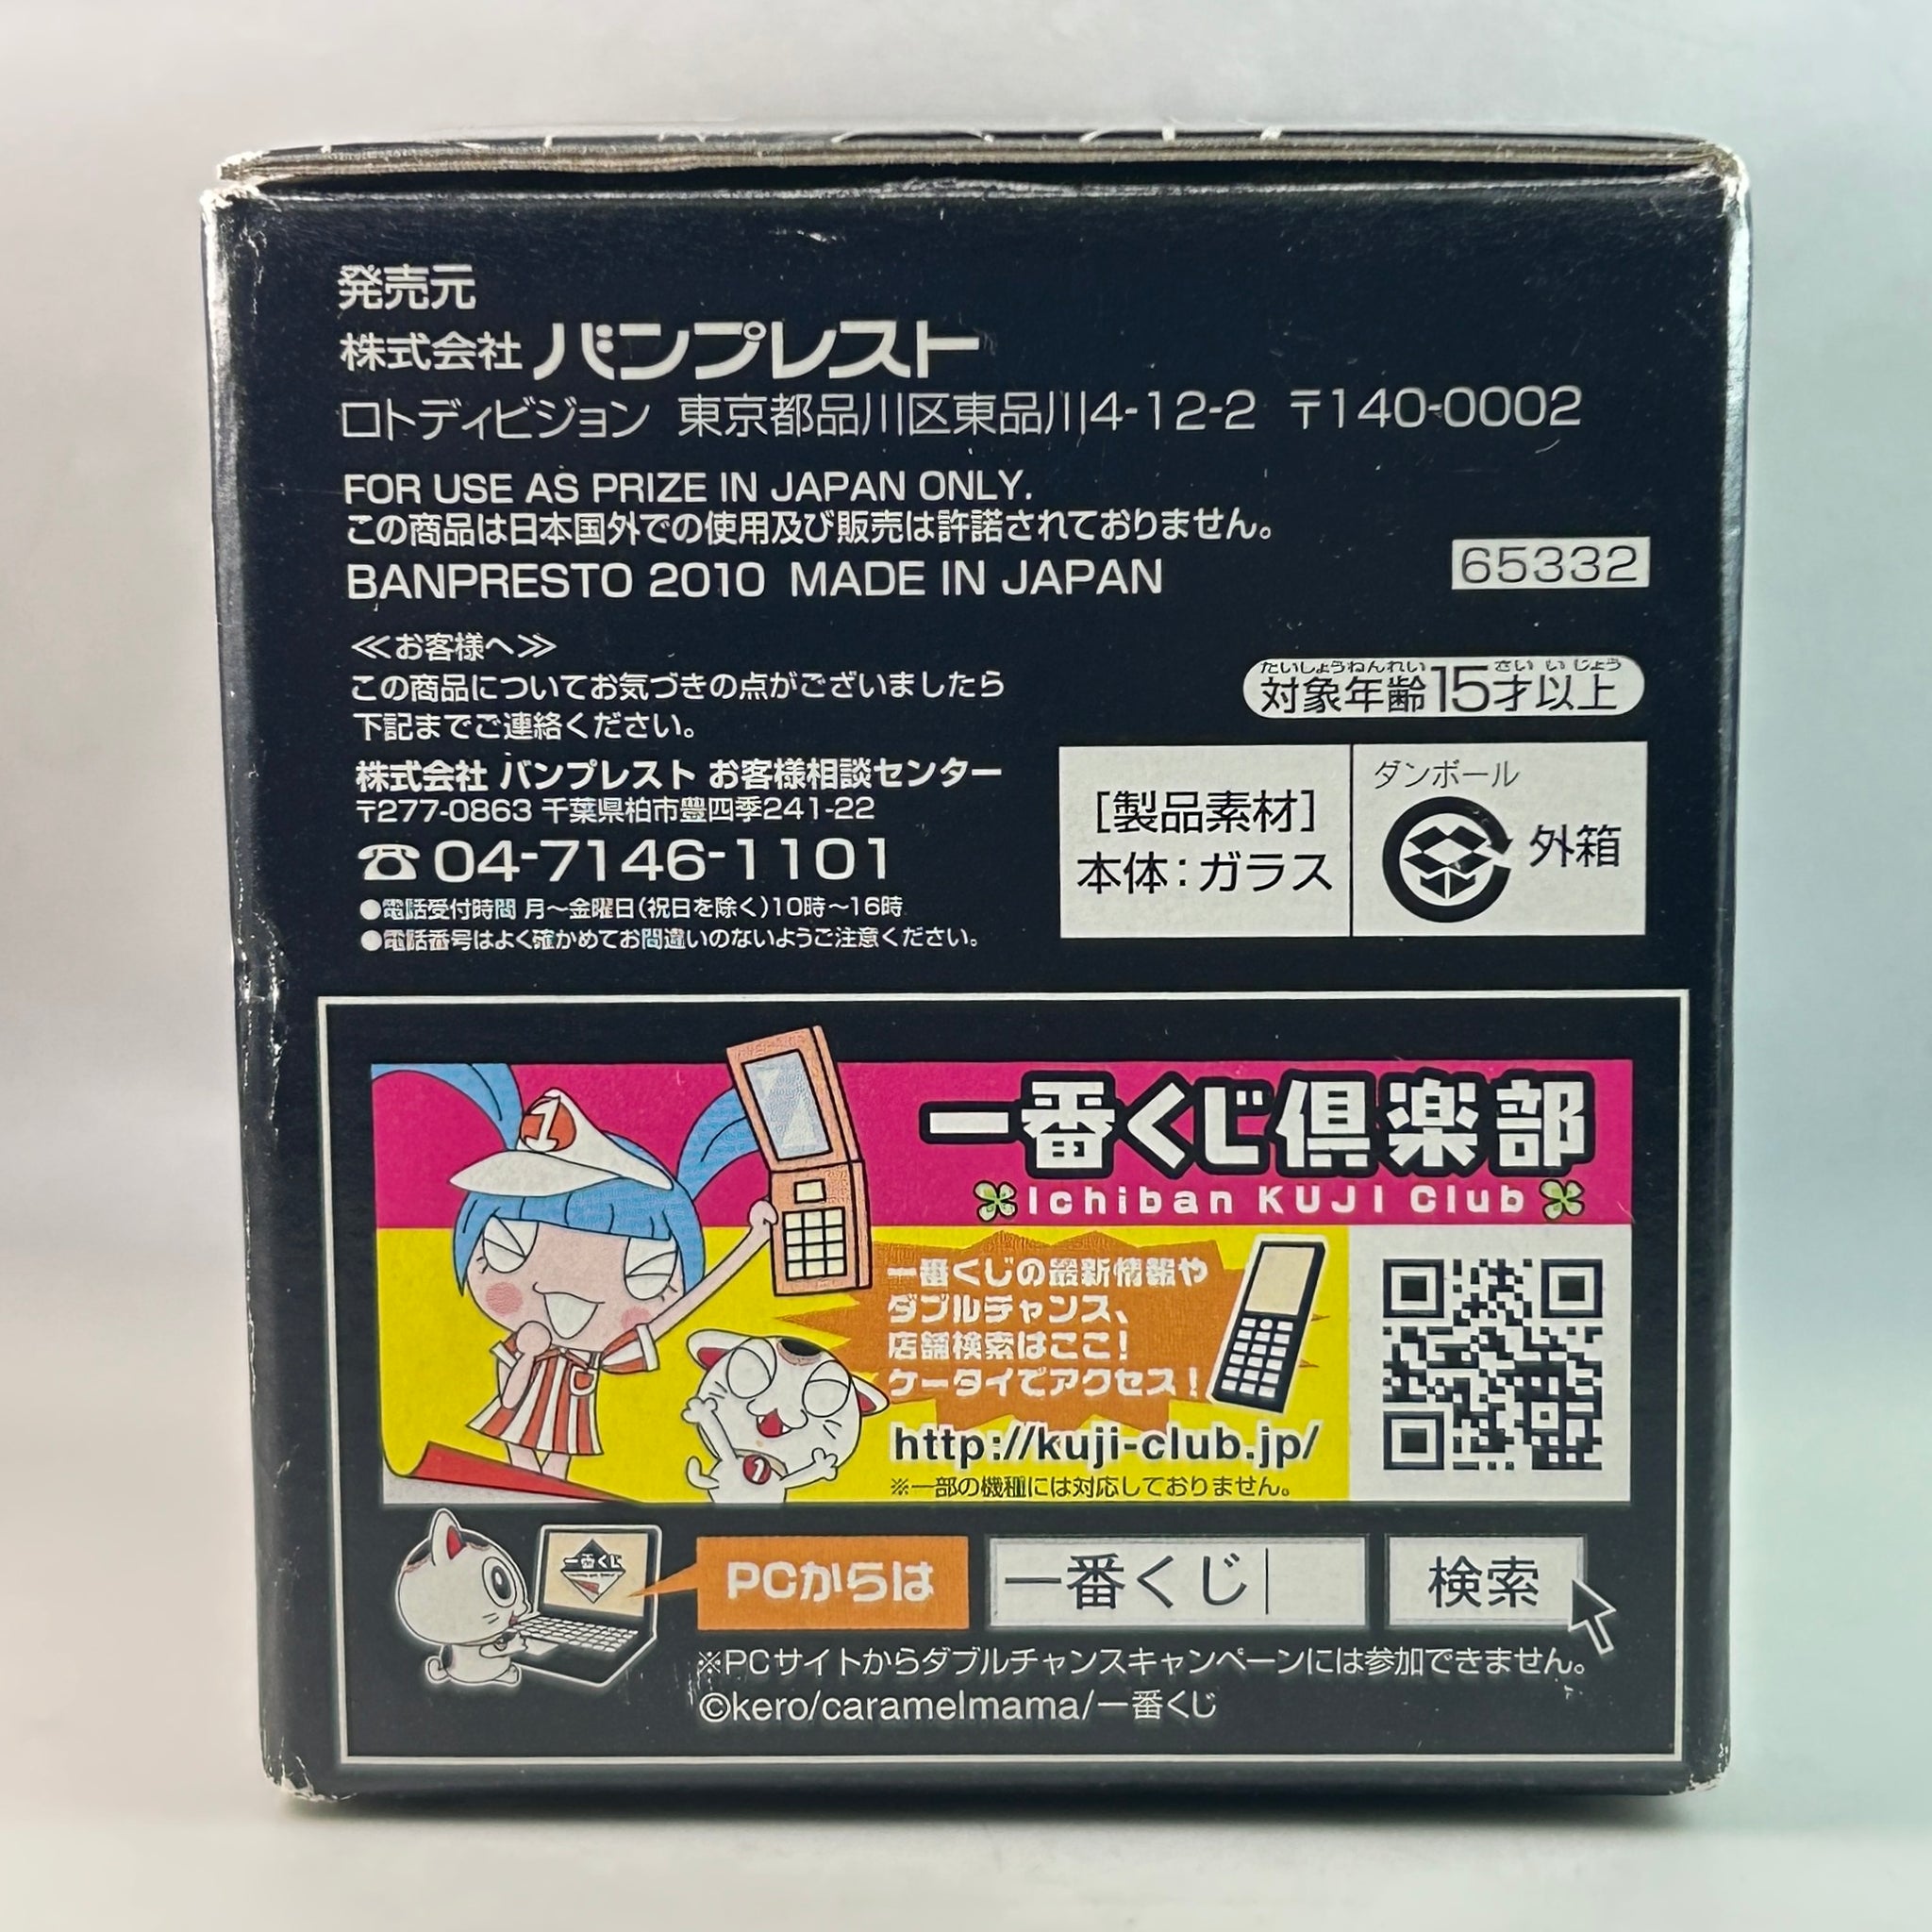 発売元
株式会社 バンプレスト
ロトディビジョン 東京都品川区東品川4-12-2 〒140-0002
FOR USE AS PRIZE IN JAPAN ONLY.
この商品は日本国外での使用及び販売は許諾されておりません。
BANPRESTO 2010 MADE IN JAPAN
65332
≪お客様へ≫
この商品についてお気づきの点がございましたら
下記までご連絡ください。
株式会社 バンプレスト お客様相談センター
〒277-0863 千葉県柏市豊四季241-22
☎04-7146-1101
●電話受付時間 月～金曜日(祝日を除く)10時～16時
●電話番号はよく確かめてお間違いのないようご注意ください。
たいしょうねんれい さい いじょう
対象年齢15才以上
[製品素材]
本体:ガラス
ダンボール
外箱
一番くじ倶楽部
Ichiban KUJI Club
1
一番くじの最新情報や
ダブルチャンス、
店舗検索はここ!
ケータイでアクセス!
http://kuji-club.jp/
※一部の機種には対応しておりません。
1
一番くじ
PCからは
一番くじ
検索
※PCサイトからダブルチャンスキャンペーンには参加できません。
©kero/caramelmama/一番くじ